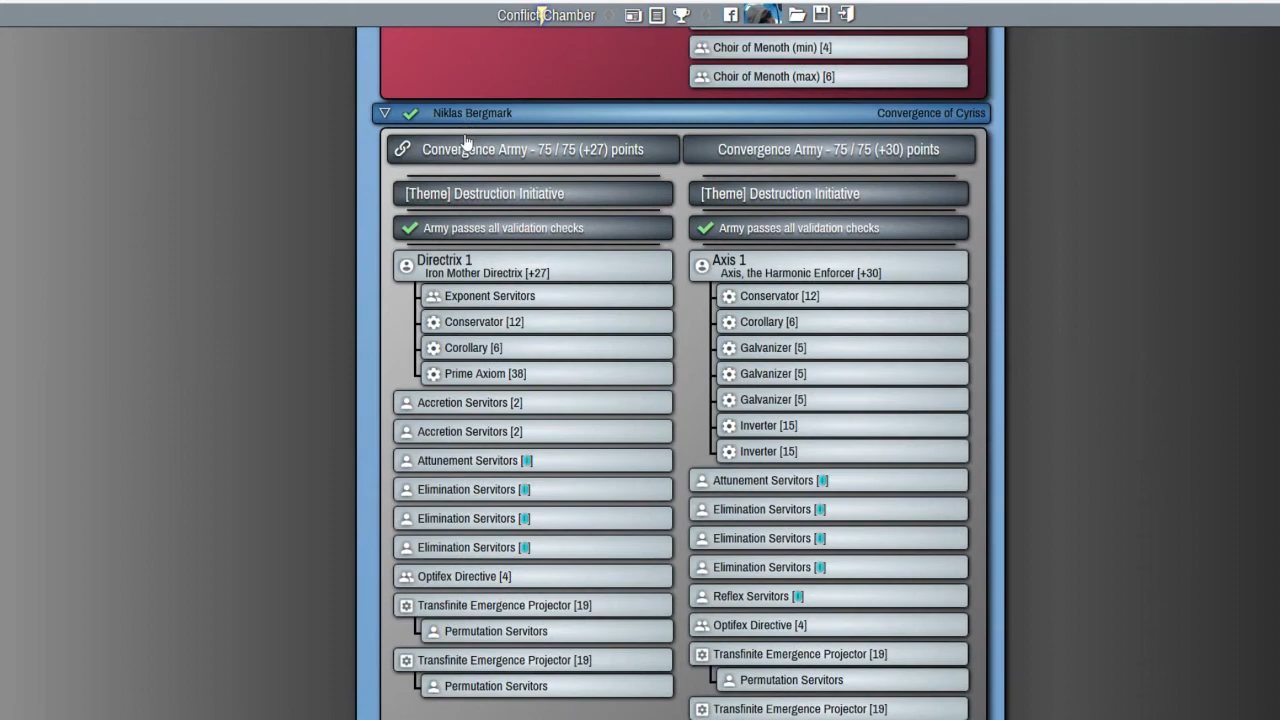 Conflict Chamber
Choir of Menoth (min) [4]
Choir of Menoth (max) [6]
Niklas Bergmark
Convergence of Cyriss
Convergence Army - 75 / 75 (+27) points
[Theme] Destruction Initiative
Army passes all validation checks
Directrix 1
Iron Mother Directrix [+27]
Exponent Servitors
Conservator [12]
Corollary [6]
Prime Axiom [38]
Accretion Servitors [2]
Accretion Servitors [2]
Attunement Servitors []
Elimination Servitors []
Elimination Servitors []
Elimination Servitors []
Optifex Directive [4]
Transfinite Emergence Projector [19]
Permutation Servitors
Transfinite Emergence Projector [19]
Permutation Servitors
Convergence Army - 75 / 75 (+30) points
[Theme] Destruction Initiative
Army passes all validation checks
Axis 1
Axis, the Harmonic Enforcer [+30]
Conservator [12]
Corollary [6]
Galvanizer [5]
Galvanizer [5]
Galvanizer [5]
Inverter [15]
Inverter [15]
Attunement Servitors []
Elimination Servitors []
Elimination Servitors []
Elimination Servitors []
Reflex Servitors []
Optifex Directive [4]
Transfinite Emergence Projector [19]
Permutation Servitors
Transfinite Emergence Projector [19]